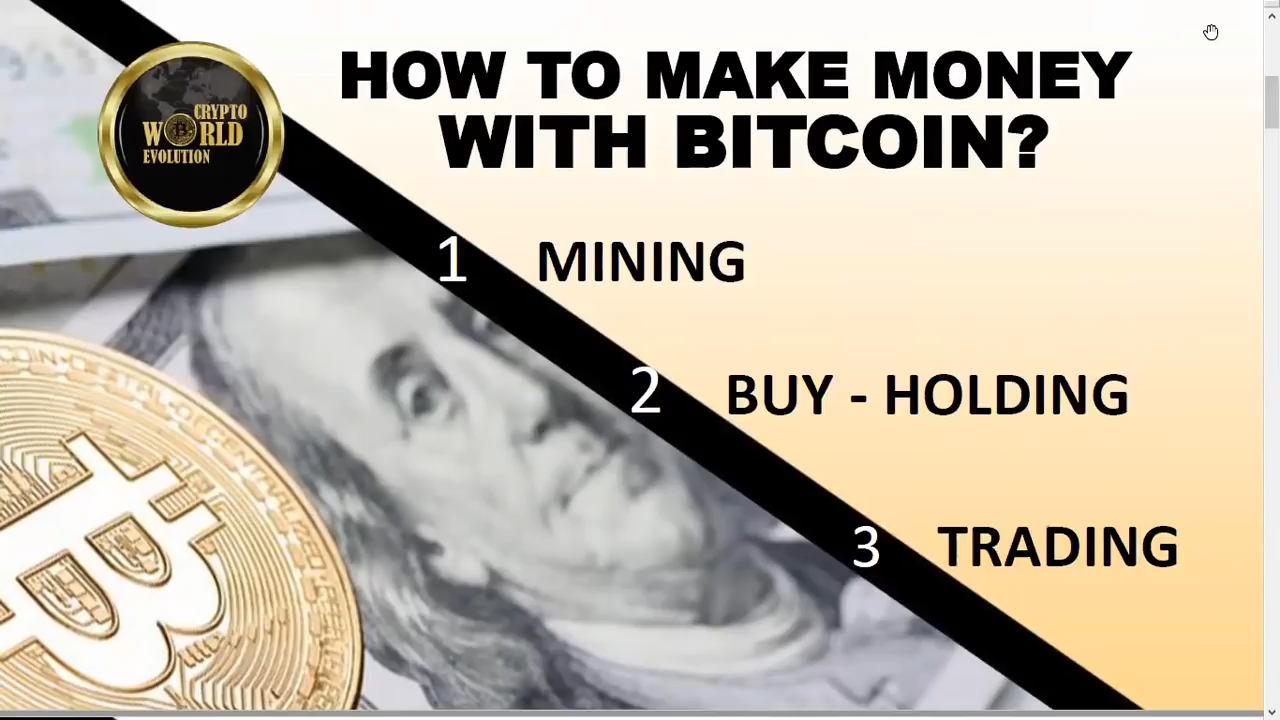 HOW TO MAKE MONEY
WITH BITCOIN?
CRYPTO
WORLD
EVOLUTION
1 MINING
2 BUY - HOLDING
3 TRADING